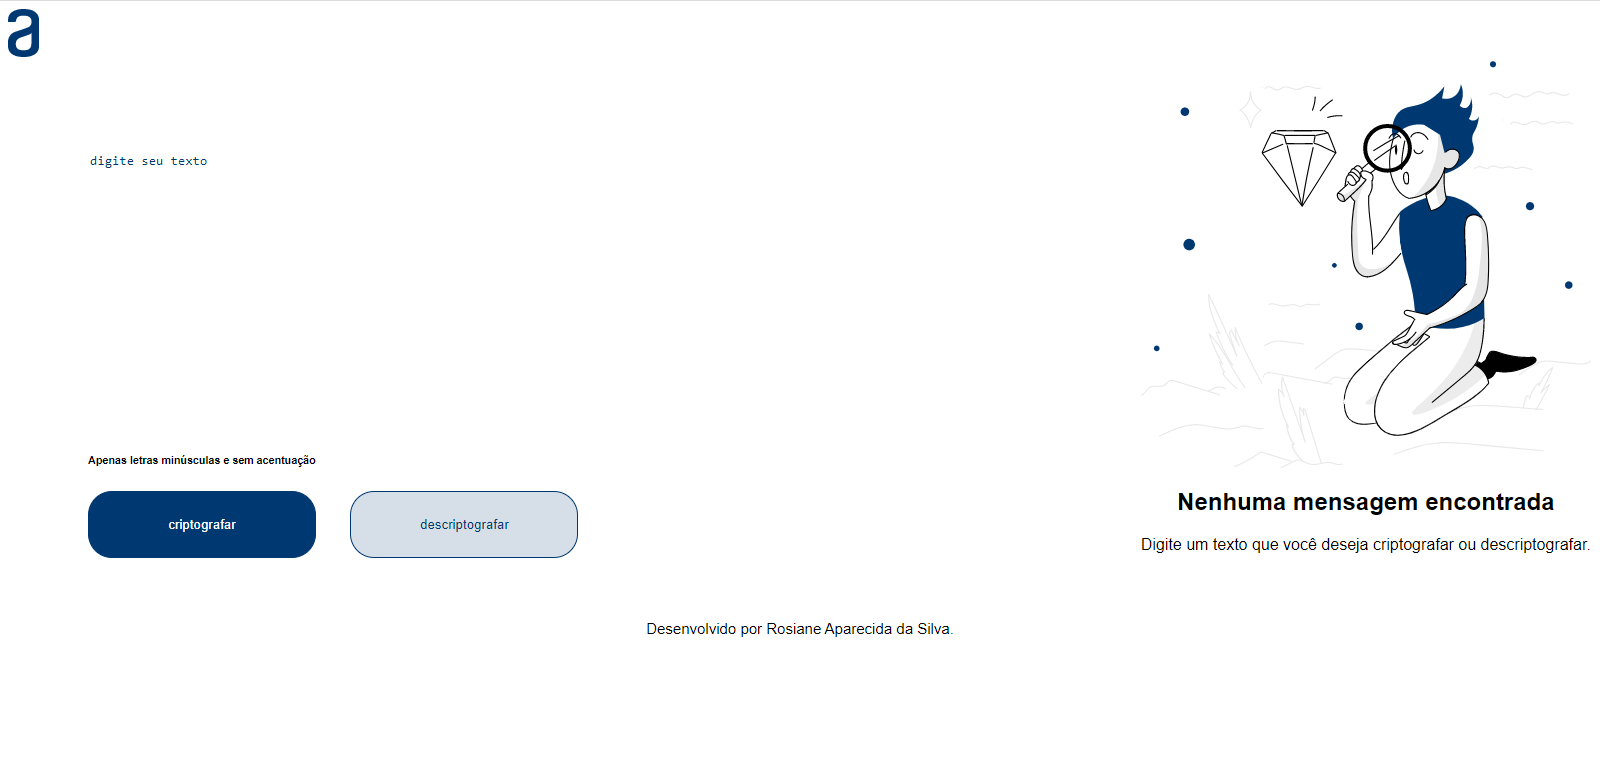 a
digite seu texto
Apenas letras minúsculas e sem acentuação
criptografar
descriptografar
Nenhuma mensagem encontrada
Digite um texto que você deseja criptografar ou descriptografar.
Desenvolvido por Rosiane Aparecida da Silva.